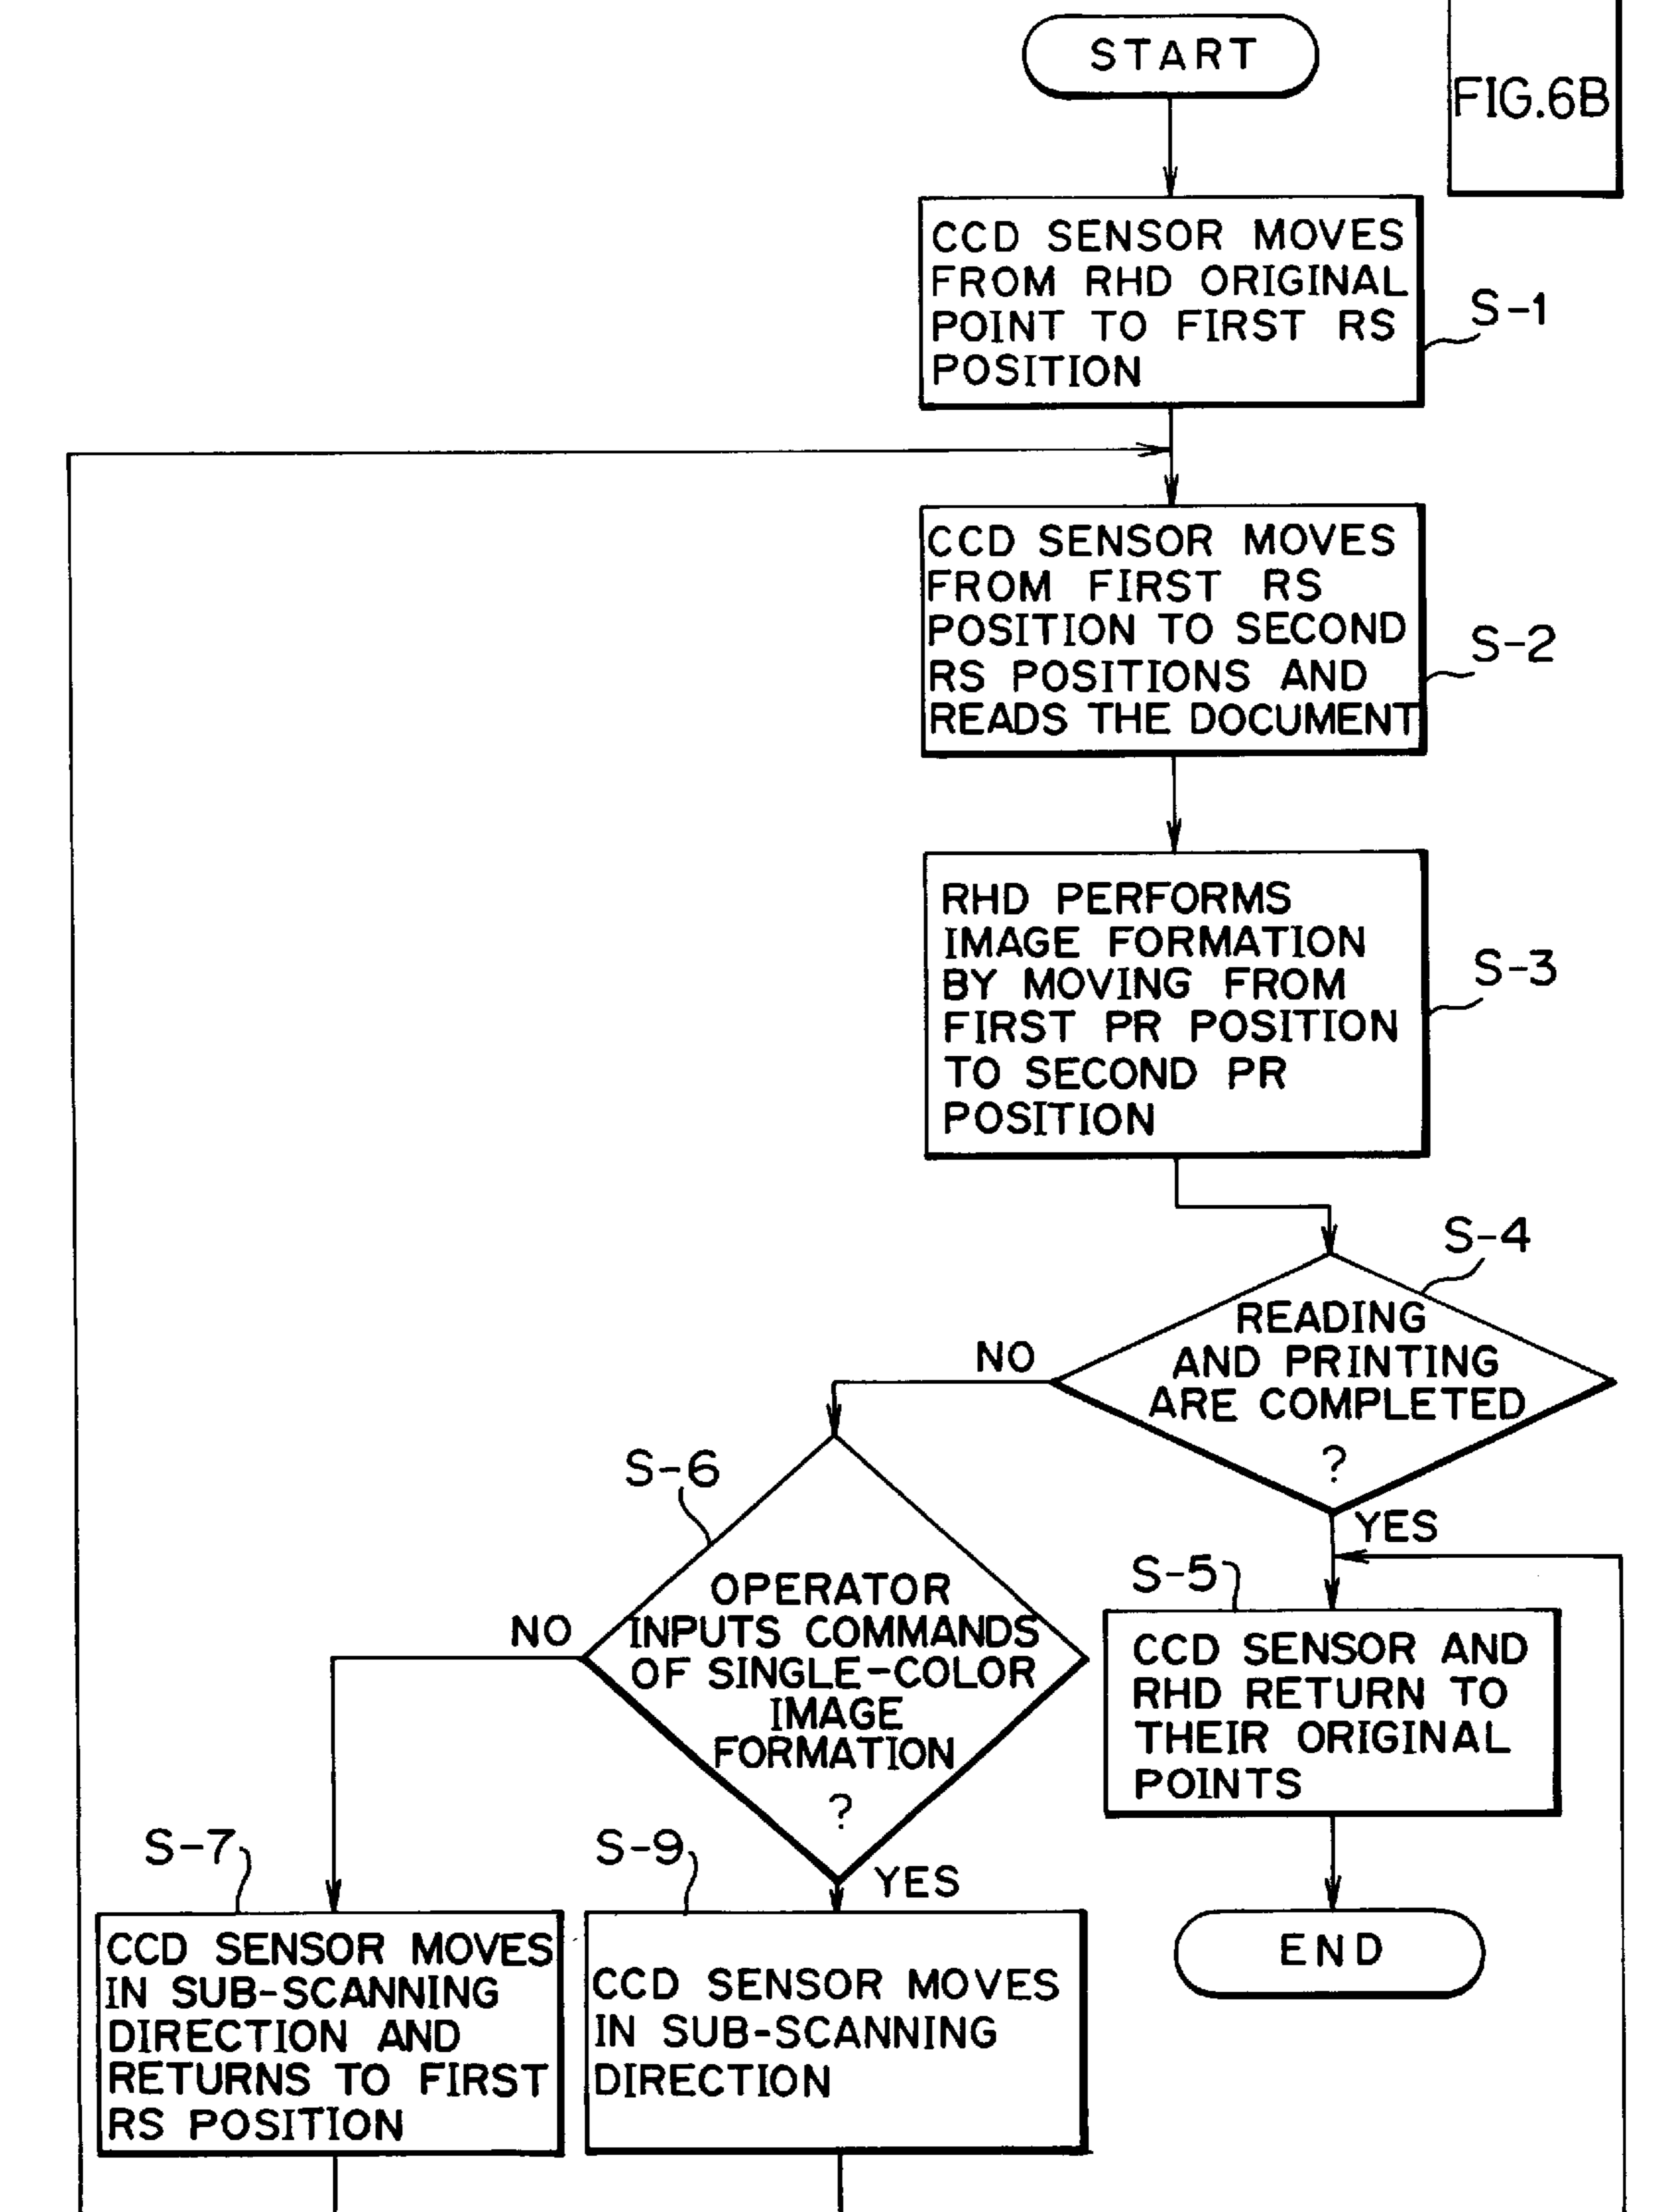 START
FIG.6B
CCD SENSOR MOVES
FROM RHD ORIGINAL
POINT TO FIRST RS
POSITION
S-1
CCD SENSOR MOVES
FROM FIRST RS
POSITION TO SECOND
RS POSITIONS AND
READS THE DOCUMENT
S-2
RHD PERFORMS
IMAGE FORMATION
BY MOVING FROM
FIRST PR POSITION
TO SECOND PR
POSITION
S-3
S-4
READING
AND PRINTING
ARE COMPLETED
?
NO
YES
S-6
OPERATOR
INPUTS COMMANDS
OF SINGLE-COLOR
IMAGE
FORMATION
?
NO
YES
S-5
CCD SENSOR AND
RHD RETURN TO
THEIR ORIGINAL
POINTS
S-7
CCD SENSOR MOVES
IN SUB-SCANNING
DIRECTION AND
RETURNS TO FIRST
RS POSITION
S-9
CCD SENSOR MOVES
IN SUB-SCANNING
DIRECTION
END